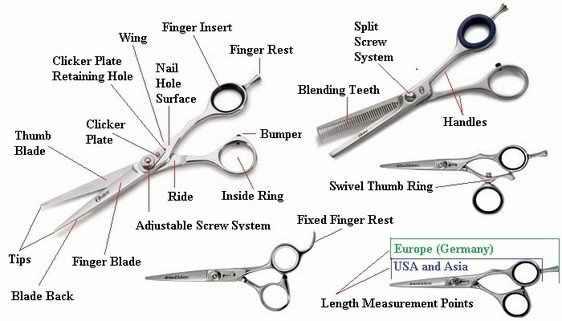 Finger Insert
Wing
Finger Rest
Clicker Plate
Retaining Hole
Nail
Hole
Surface
Clicker
Plate
Thumb
Blade
Bumper
Ride
Inside Ring
Adjustable Screw System
Tips
Finger Blade
Blade Back
Split
Screw
System
Blending Teeth
Handles
Swivel Thumb Ring
Fixed Finger Rest
Europe (Germany)
USA and Asia
Length Measurement Points